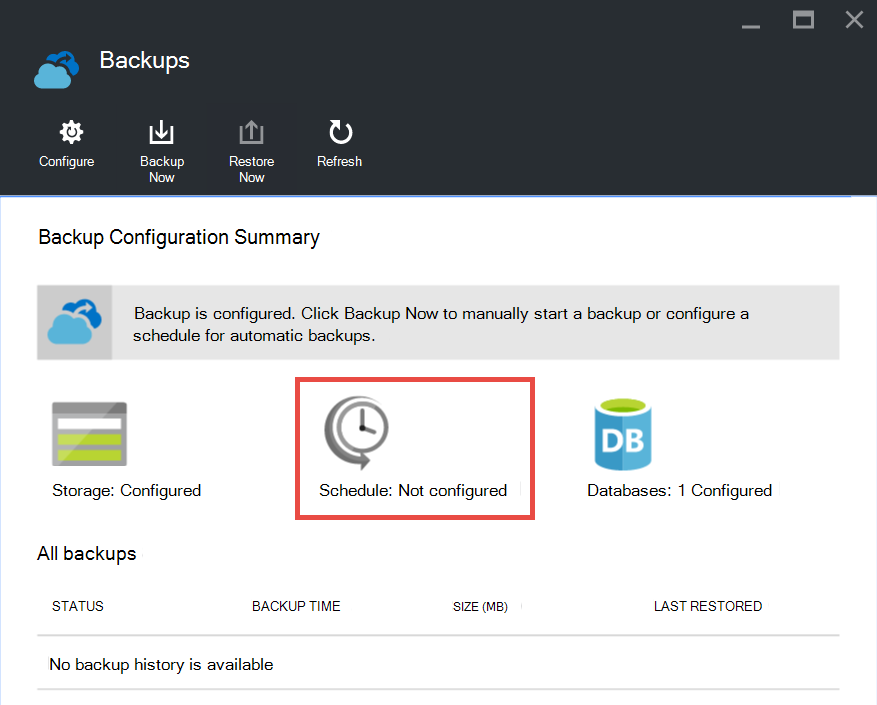 Backups
Configure
Backup
Now
Restore
Now
Refresh
Backup Configuration Summary
Backup is configured. Click Backup Now to manually start a backup or configure a
schedule for automatic backups.
Storage: Configured
Schedule: Not configured
DB
Databases: 1 Configured
All backups
STATUS BACKUP TIME SIZE (MB) LAST RESTORED
No backup history is available